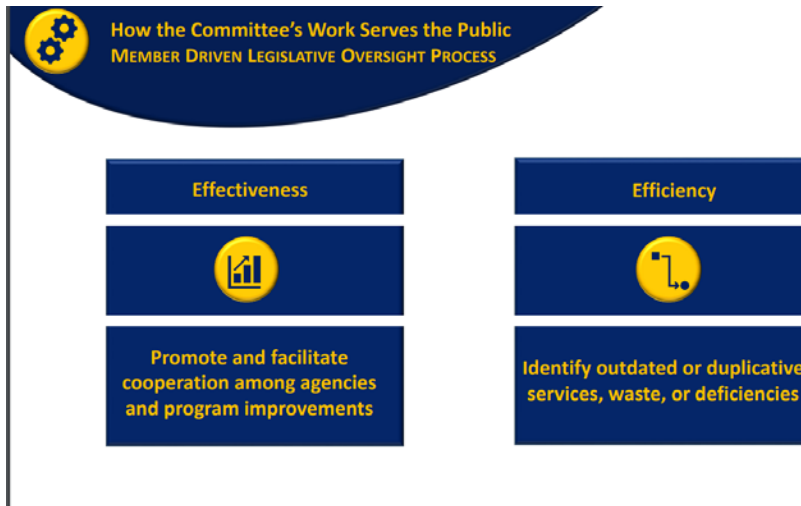 How the Committee's Work Serves the Public
MEMBER DRIVEN LEGISLATIVE OVERSIGHT PROCESS
Effectiveness
Promote and facilitate
cooperation among agencies
and program improvements
Efficiency
Identify outdated or duplicative
services, waste, or deficiencies